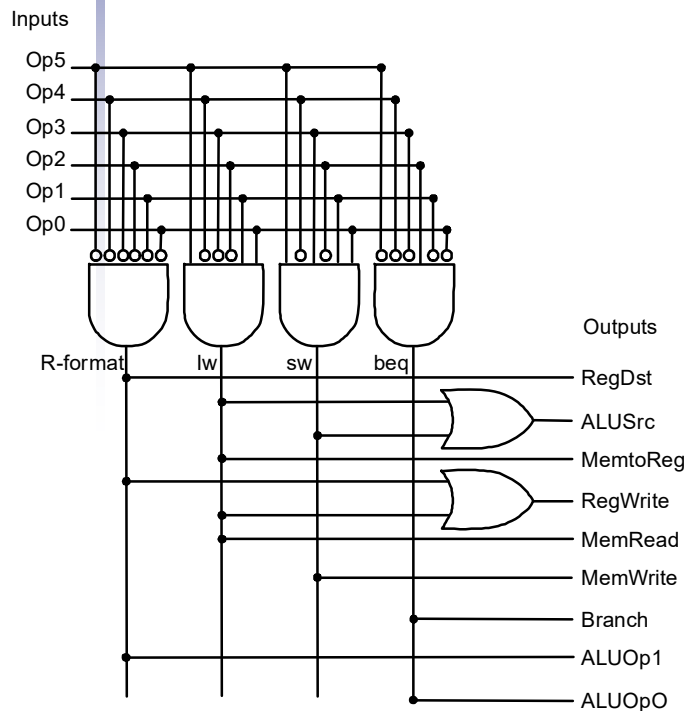 Inputs
Op5
Op4
Op3
Op2
Op1
Op0
R-format
lw
sw
beq
Outputs
RegDst
ALUSrc
MemtoReg
RegWrite
MemRead
MemWrite
Branch
ALUOp1
ALUOpO